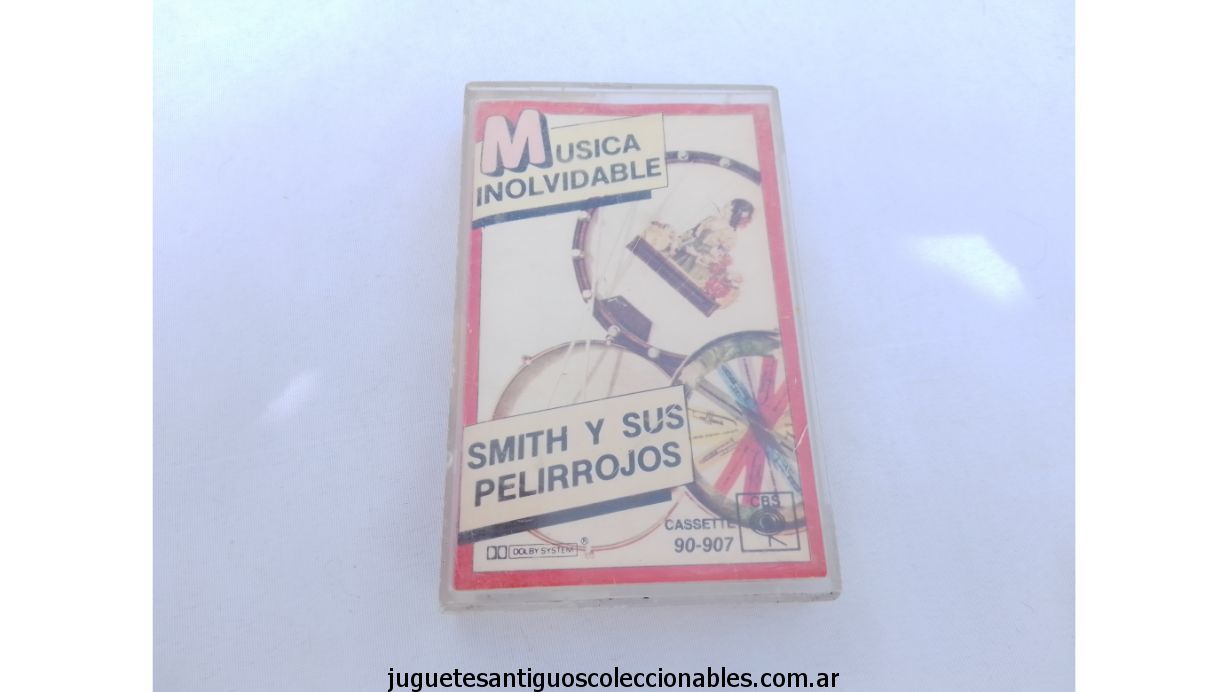 MUSICA
INOLVIDABLE
SMITH Y SUS
PELIRROJOS
CBS
CASSETTE
90-907
DOLBY SYSTEM ®
juguetesantiguoscoleccionables.com.ar